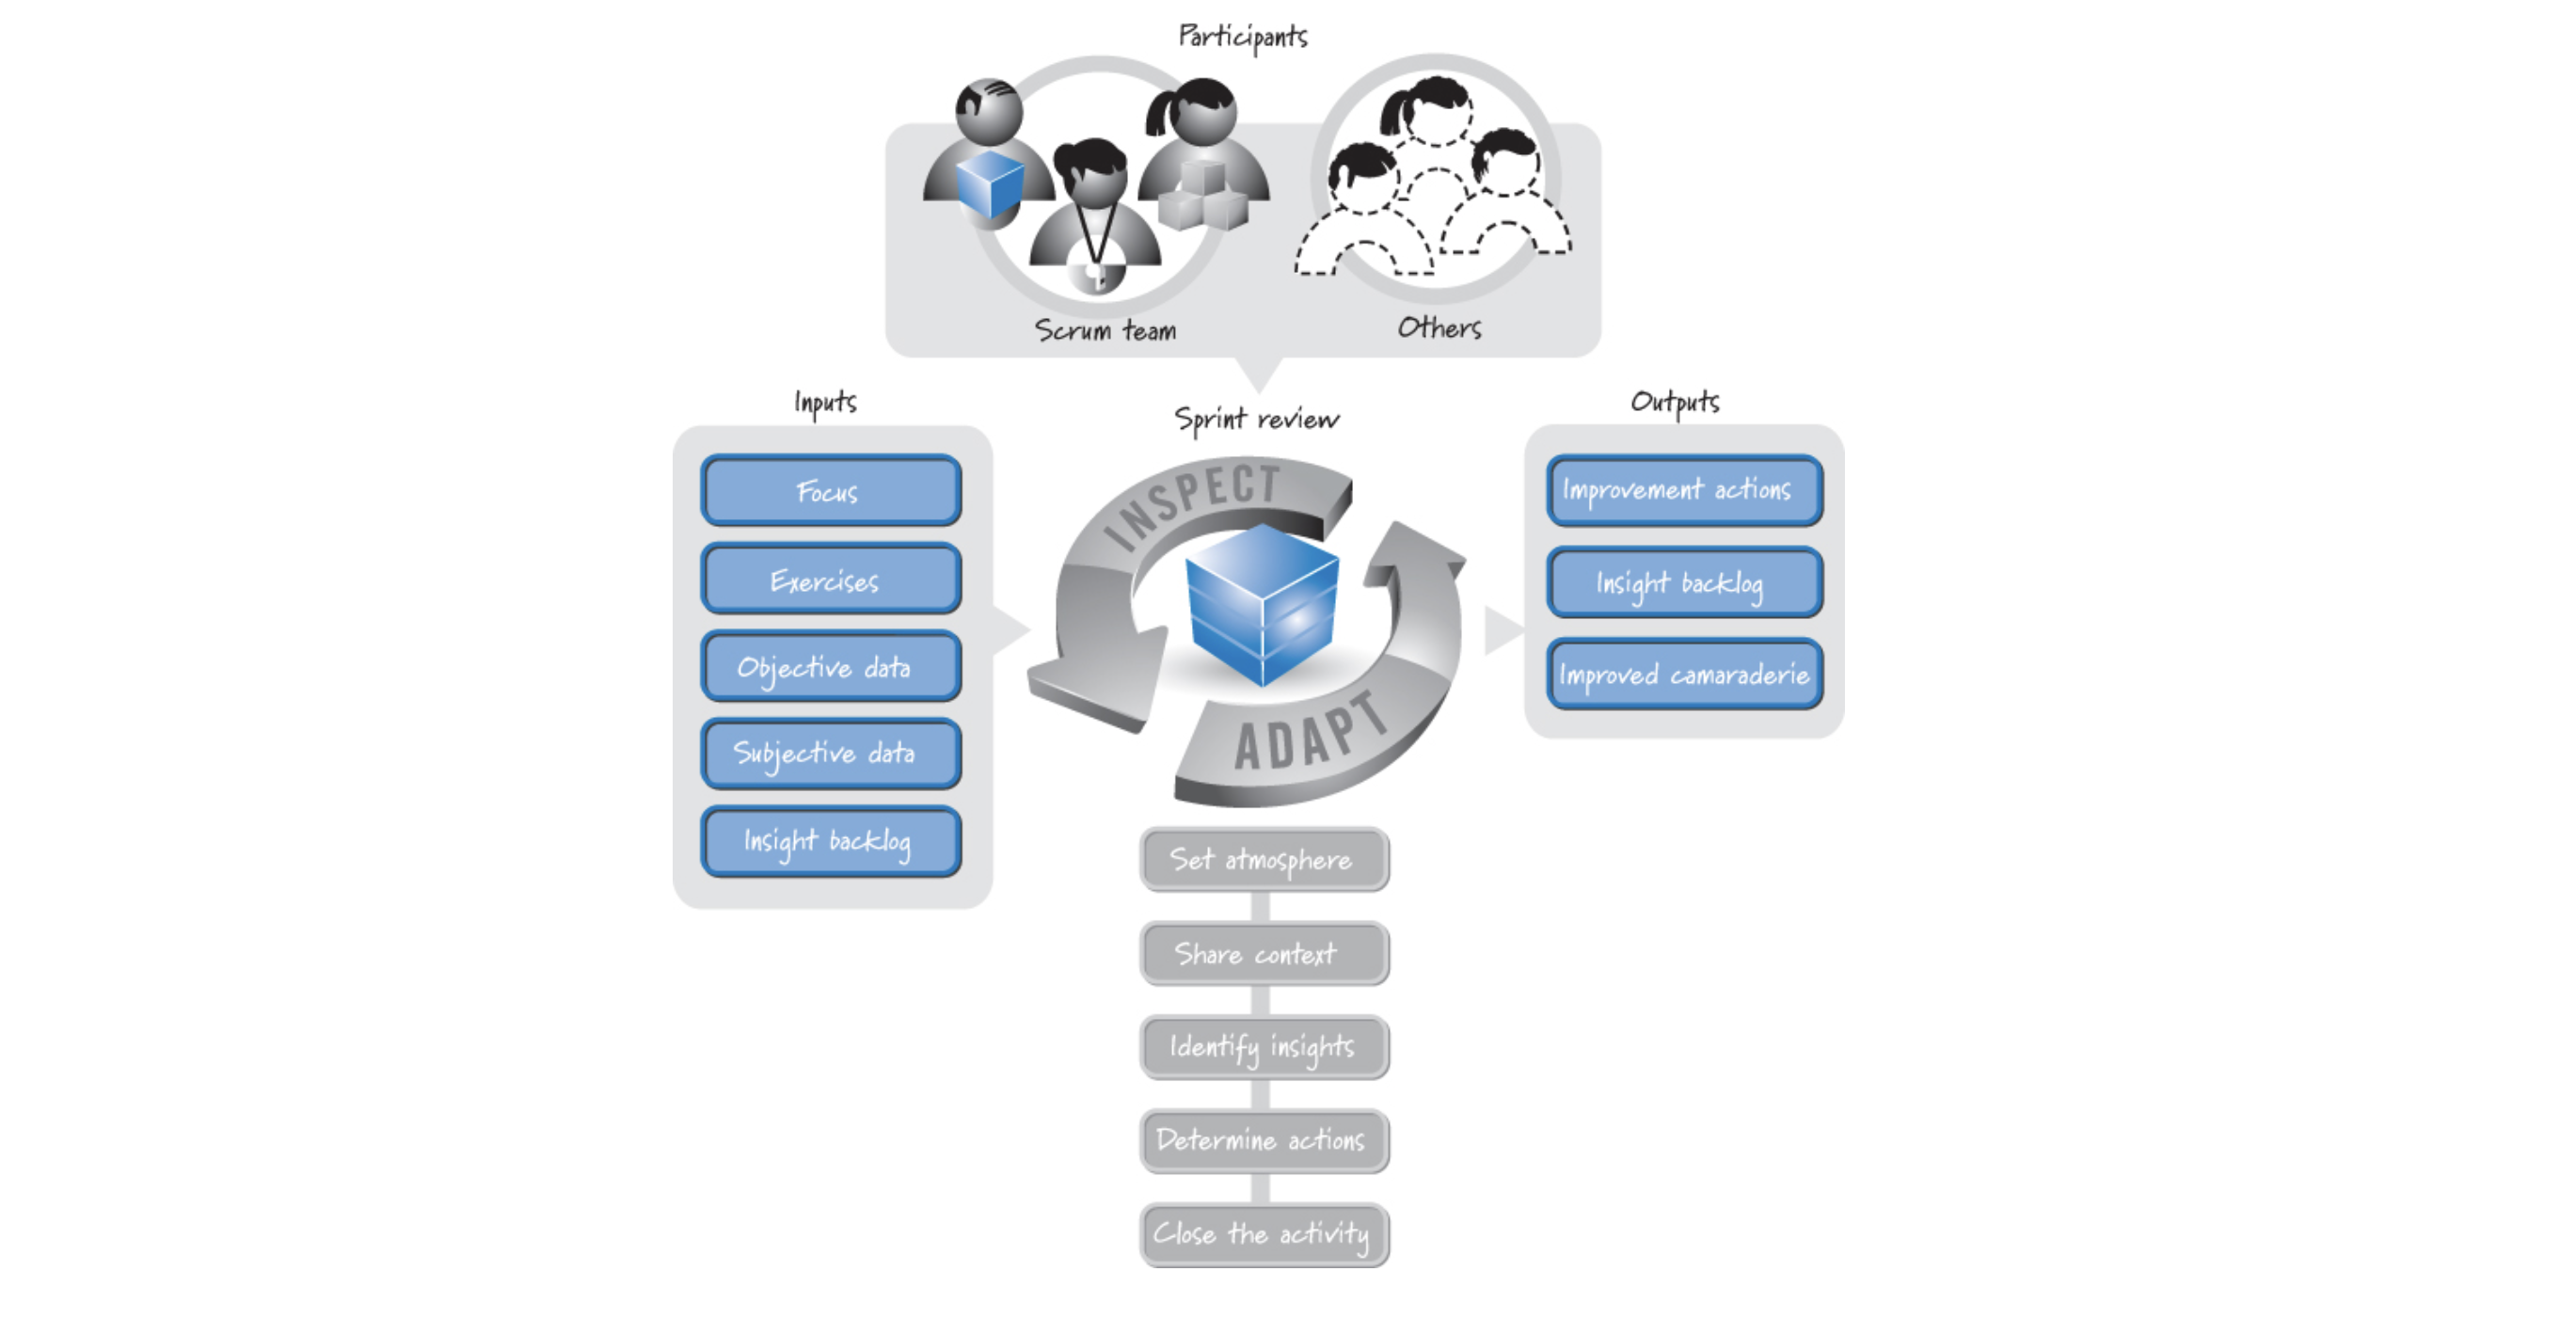 Participants
Scrum team
Others
Inputs
Focus
Exercises
Objective data
Subjective data
Insight backlog
Sprint review
INSPECT
ADAPT
Set atmosphere
Share context
Identify insights
Determine actions
Close the activity
Outputs
Improvement actions
Insight backlog
Improved camaraderie